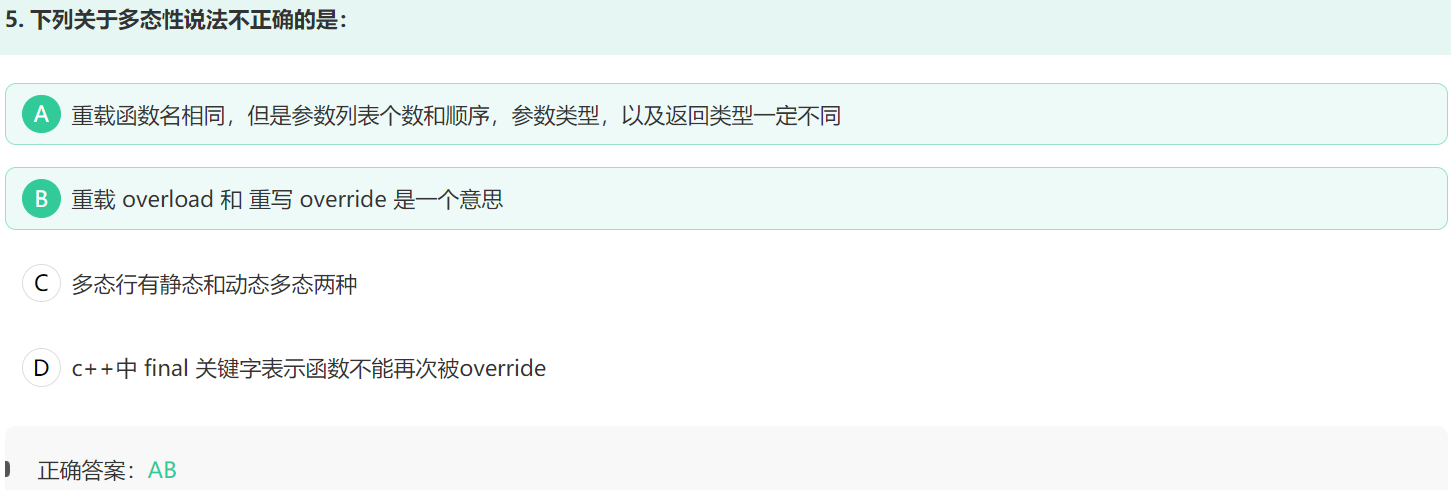 5. 下列关于多态性说法不正确的是：
A 重载函数名相同，但是参数列表个数和顺序，参数类型，以及返回类型一定不同
B 重载 overload 和 重写 override 是一个意思
C 多态行有静态和动态多态两种
D c++中 final 关键字表示函数不能再次被override
正确答案：AB